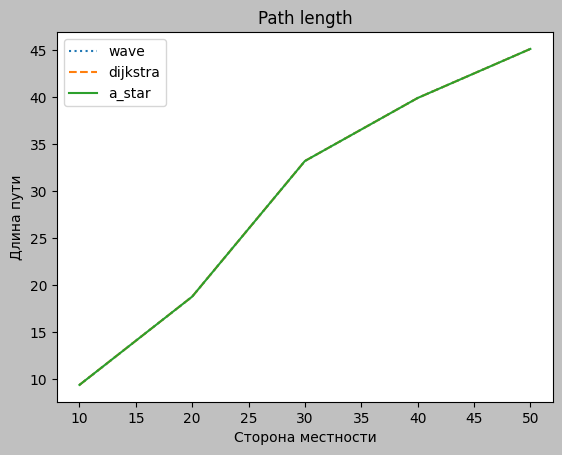 Path length
wave
dijkstra
a_star
45
40
35
30
25
20
15
10
Длина пути
10
15
20
25
30
35
40
45
50
Сторона местности